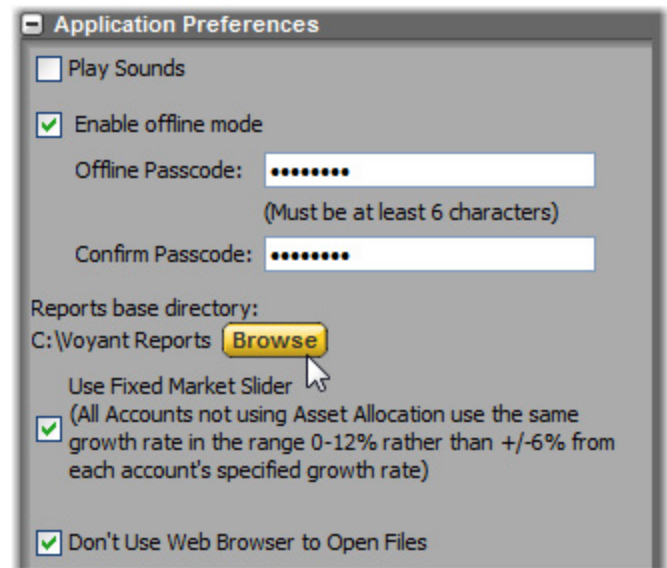 Application Preferences
Play Sounds
Enable offline mode
Offline Passcode: ••••••••
(Must be at least 6 characters)
Confirm Passcode: ••••••••
Reports base directory:
C:\Voyant Reports Browse
Use Fixed Market Slider
(All Accounts not using Asset Allocation use the same
growth rate in the range 0-12% rather than +/-6% from
each account's specified growth rate)
Don't Use Web Browser to Open Files